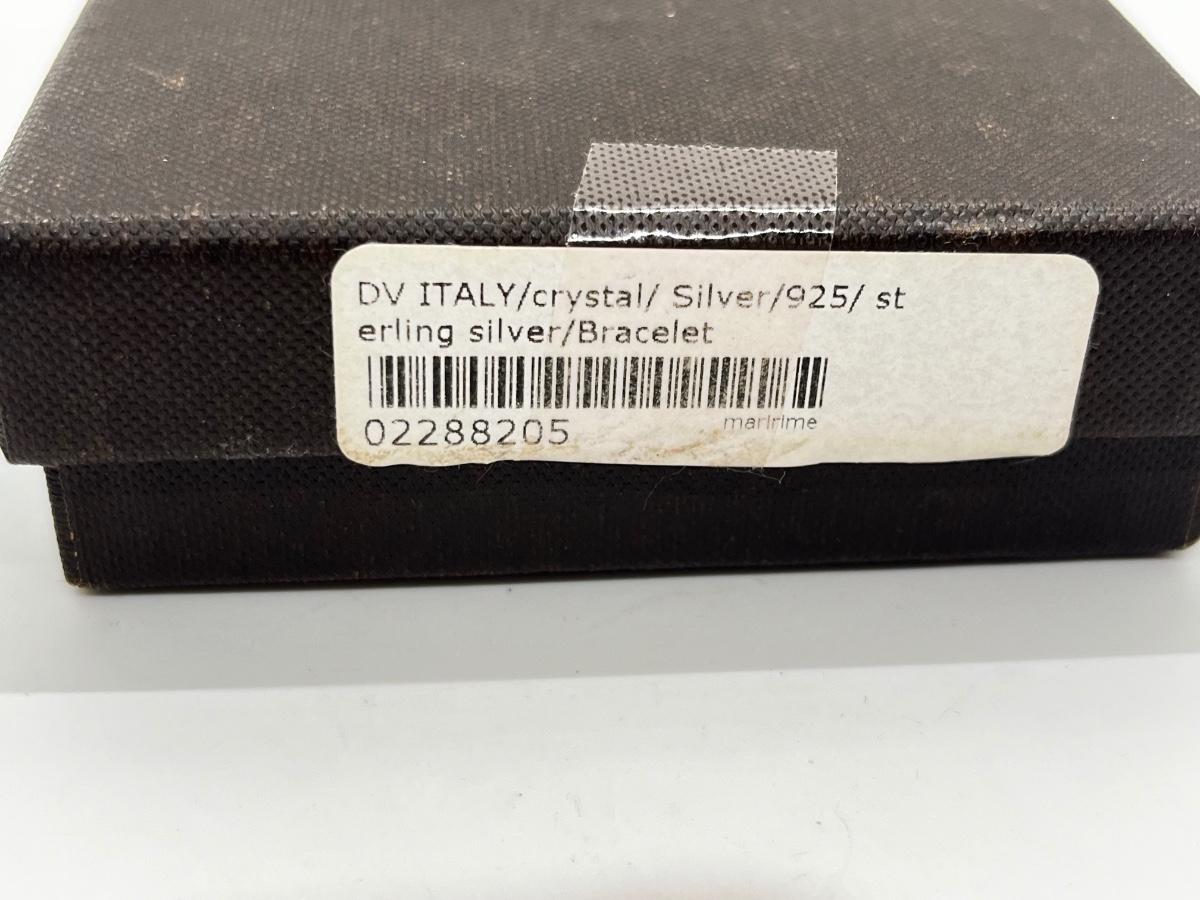 DV ITALY/crystal/ Silver/925/ st
erling silver/Bracelet
02288205
maririme